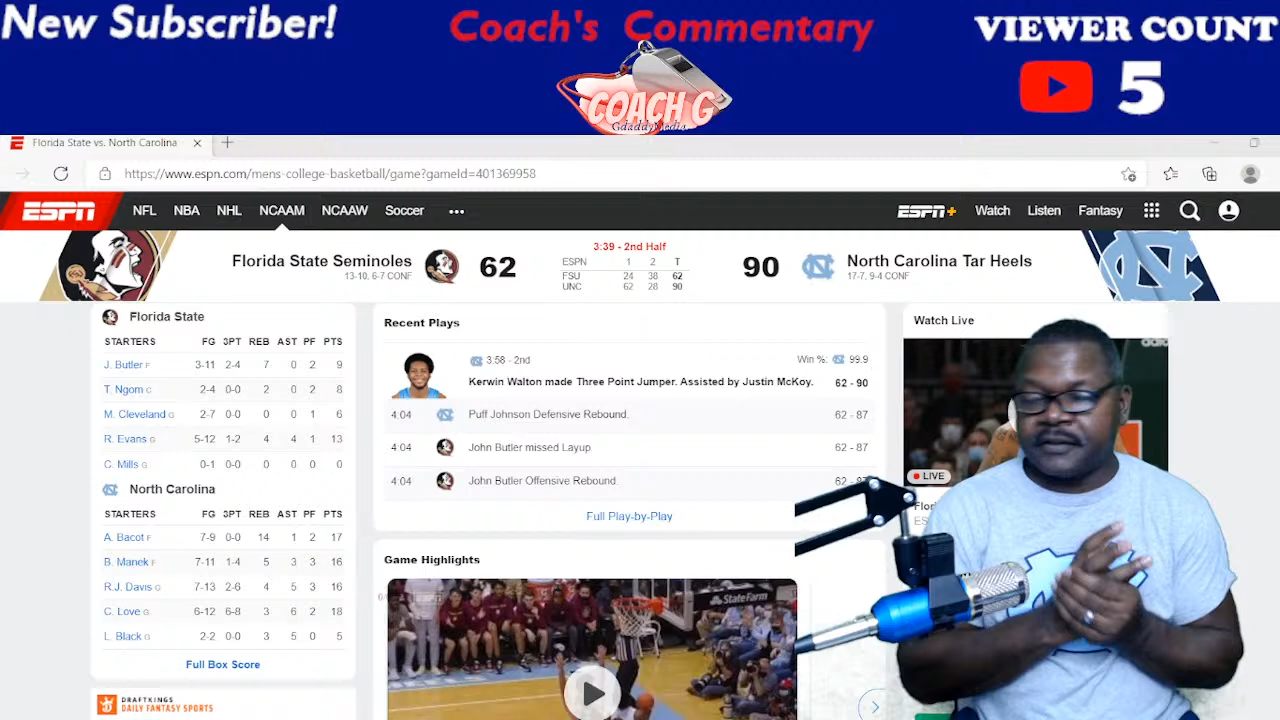 New Subscriber!
Coach's Commentary
VIEWER COUNT
COACH G
GdaddyMedia
5
Florida State vs. North Carolina
https://www.espn.com/mens-college-basketball/game?gameId=401369958
ESPN NFL NBA NHL NCAAM NCAAW Soccer ... ESPN+ Watch Listen Fantasy
Florida State Seminoles
13-10, 6-7 CONF
62
3:39 - 2nd Half
ESPN 1 2 T
FSU 24 38 62
UNC 62 28 90
90
North Carolina Tar Heels
17-7, 9-4 CONF
Florida State
STARTERS FG 3PT REB AST PF PTS
J. Butler F 3-11 2-4 7 0 2 9
T. Ngom C 2-4 0-0 2 0 2 8
M. Cleveland G 2-7 0-0 0 0 1 6
R. Evans G 5-12 1-2 4 4 1 13
C. Mills G 0-1 0-0 0 0 0 0
North Carolina
STARTERS FG 3PT REB AST PF PTS
A. Bacot F 7-9 0-0 14 1 2 17
B. Manek F 7-11 1-4 5 3 3 16
R.J. Davis G 7-13 2-6 4 5 3 16
C. Love G 6-12 6-8 3 6 2 18
L. Black G 2-2 0-0 3 5 0 5
Full Box Score
DRAFTKINGS
DAILY FANTASY SPORTS
Recent Plays
3:58 - 2nd Win %: 99.9
Kerwin Walton made Three Point Jumper. Assisted by Justin McKoy. 62 - 90
4:04 Puff Johnson Defensive Rebound. 62 - 87
4:04 John Butler missed Layup. 62 - 87
4:04 John Butler Offensive Rebound. 62 - 87
Full Play-by-Play
Game Highlights
State Farm
Watch Live
LIVE